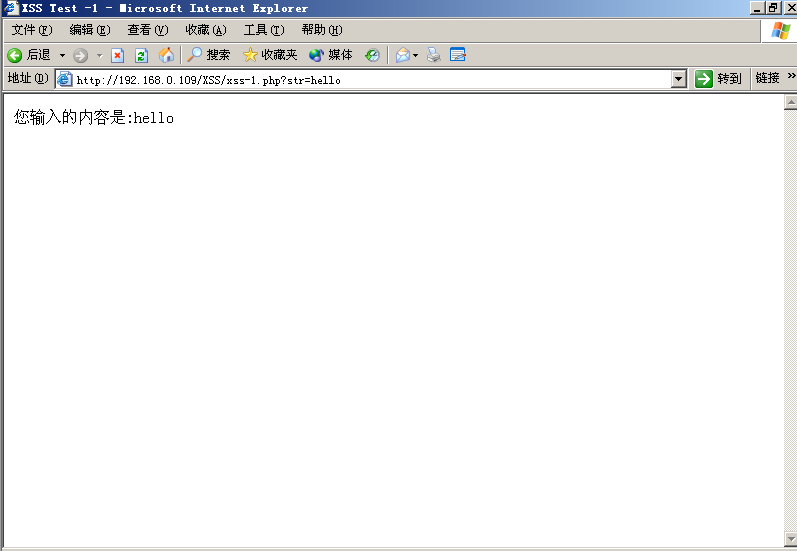 XSS Test -1 - Microsoft Internet Explorer
文件(F) 编辑(E) 查看(V) 收藏(A) 工具(T) 帮助(H)
后退 搜索 收藏夹 媒体
地址(D) http://192.168.0.109/XSS/xss-1.php?str=hello 转到 链接 »
您输入的内容是:hello